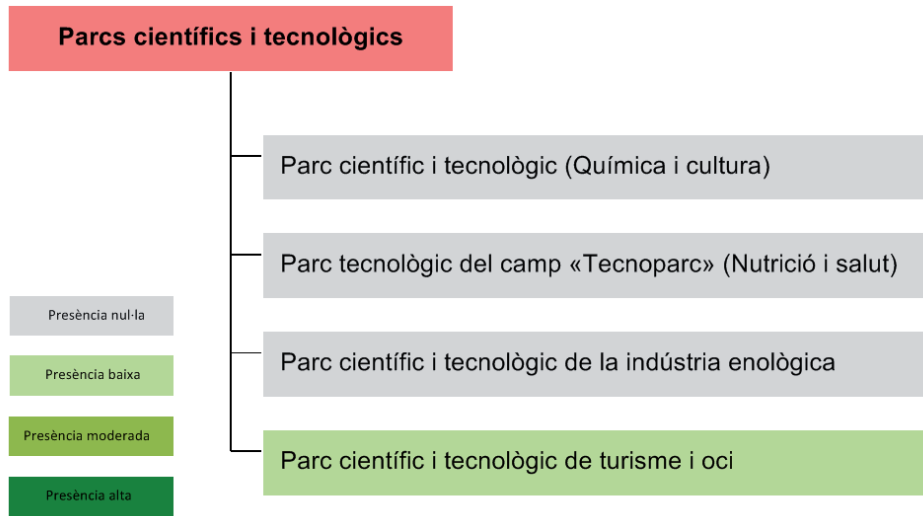 Parcs científics i tecnològics
Parc científic i tecnològic (Química i cultura)
Parc tecnològic del camp «Tecnoparc» (Nutrició i salut)
Parc científic i tecnològic de la indústria enològica
Parc científic i tecnològic de turisme i oci
Presència nul·la
Presència baixa
Presència moderada
Presència alta